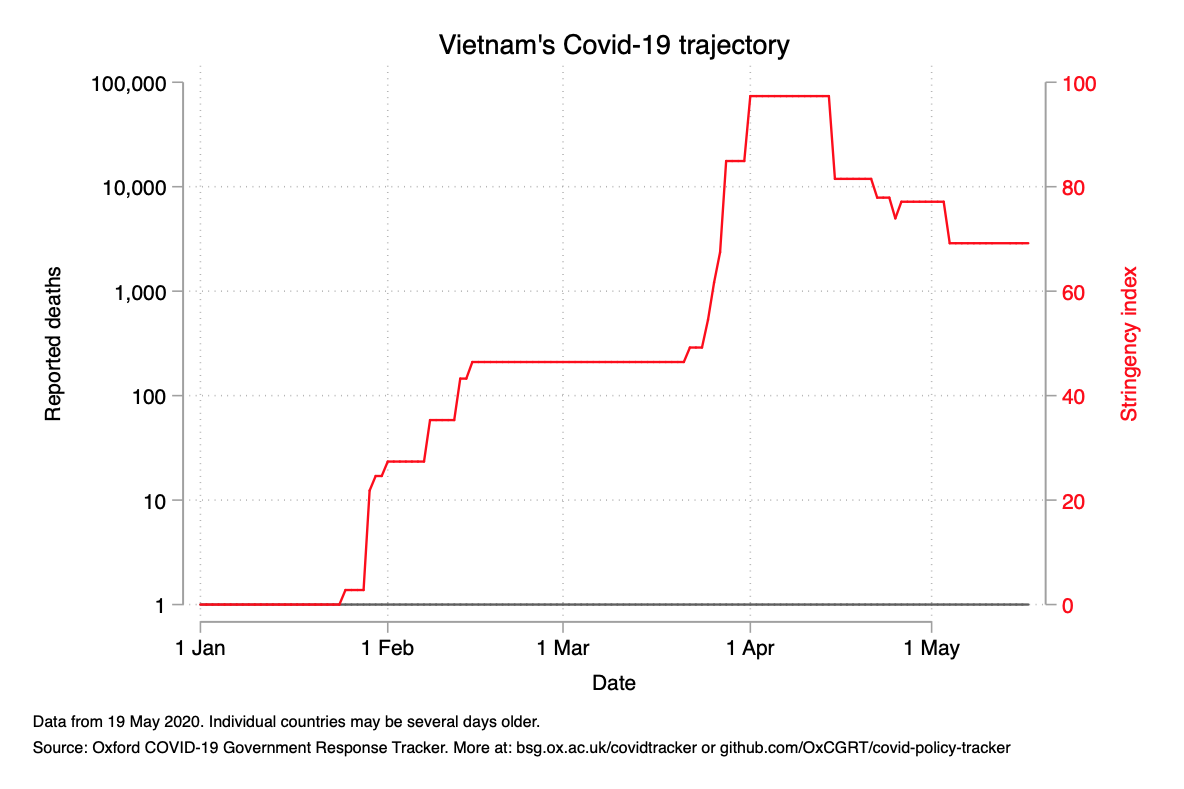 Vietnam's Covid-19 trajectory
100,000
10,000
1,000
100
10
1
Reported deaths
100
80
60
40
20
0
Stringency index
1 Jan
1 Feb
1 Mar
1 Apr
1 May
Date
Data from 19 May 2020. Individual countries may be several days older.
Source: Oxford COVID-19 Government Response Tracker. More at: bsg.ox.ac.uk/covidtracker or github.com/OxCGRT/covid-policy-tracker